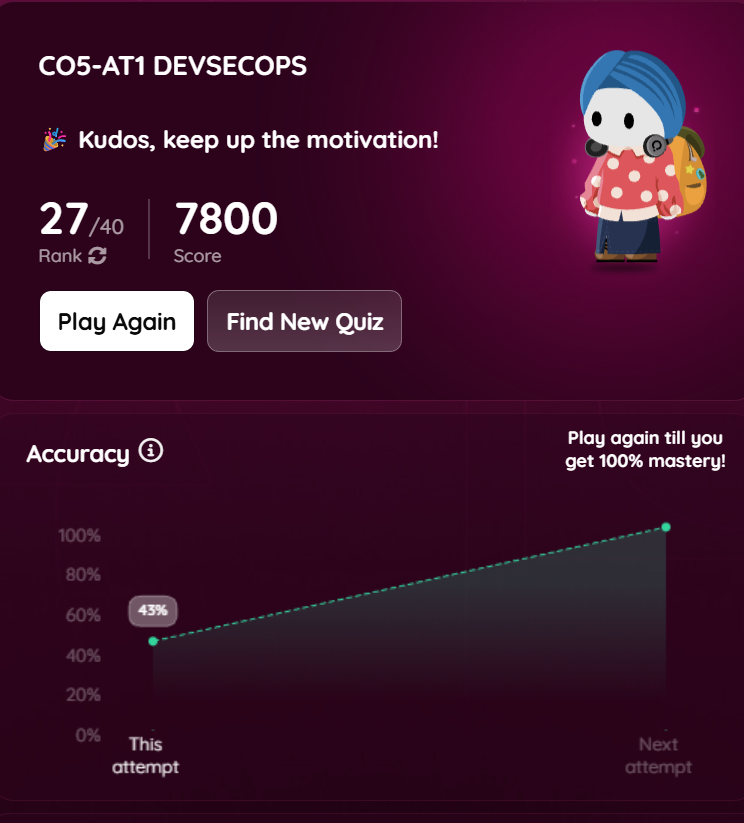 CO5-AT1 DEVSECOPS
🎉 Kudos, keep up the motivation!
27/40
Rank
7800
Score
Play Again
Find New Quiz
Accuracy
Play again till you
get 100% mastery!
100%
80%
60%
40%
20%
0%
43%
This
attempt
Next
attempt